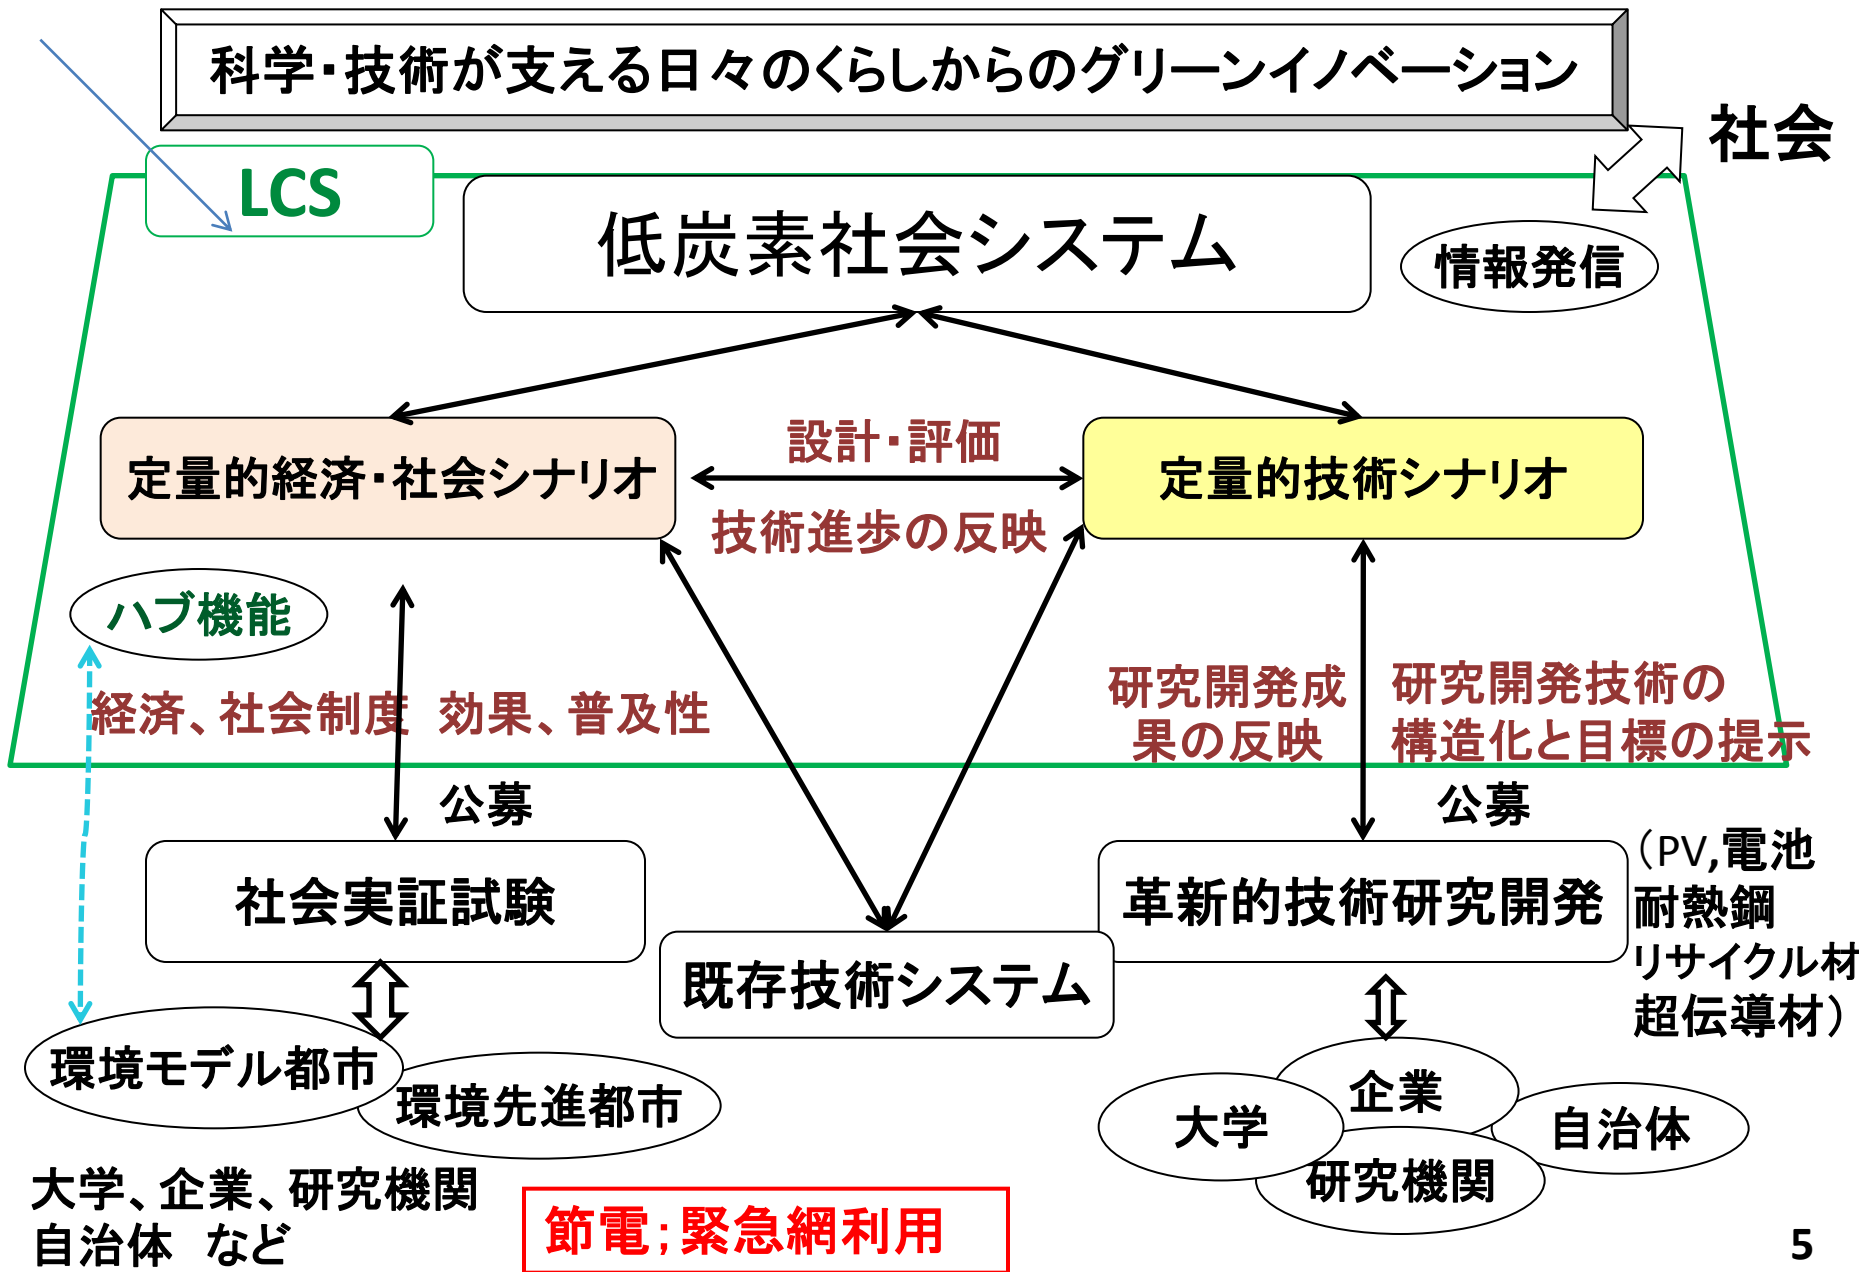 科学・技術が支える日々のくらしからのグリーンイノベーション
社会
LCS
低炭素社会システム
情報発信
設計・評価
定量的経済・社会シナリオ
定量的技術シナリオ
技術進歩の反映
ハブ機能
経済、社会制度　効果、普及性
研究開発成
果の反映
研究開発技術の
構造化と目標の提示
公募
公募
社会実証試験
革新的技術研究開発
（PV,電池
耐熱鋼
リサイクル材
超伝導材）
既存技術システム
環境モデル都市
環境先進都市
企業
大学
自治体
研究機関
大学、企業、研究機関
自治体　など
節電；緊急網利用
5